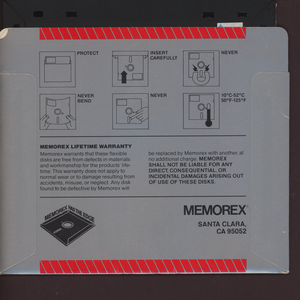 PROTECT
INSERT
CAREFULLY
NEVER
NEVER
BEND
NEVER
10°C-52°C
50°F-125°F
MEMOREX LIFETIME WARRANTY
Memorex warrants that these flexible
disks are free from defects in materials
and workmanship for the products' life-
time. This warranty does not apply to
normal wear or to damage resulting from
accidents, misuse, or neglect. Any disk
found to be defective by Memorex will
be replaced by Memorex with another at
no additional charge. MEMOREX
SHALL NOT BE LIABLE FOR ANY
DIRECT, CONSEQUENTIAL, OR
INCIDENTAL DAMAGES ARISING OUT
OF USE OF THESE DISKS.
MEMOREX HAS THE EDGE
MEMOREX®
SANTA CLARA,
CA 95052